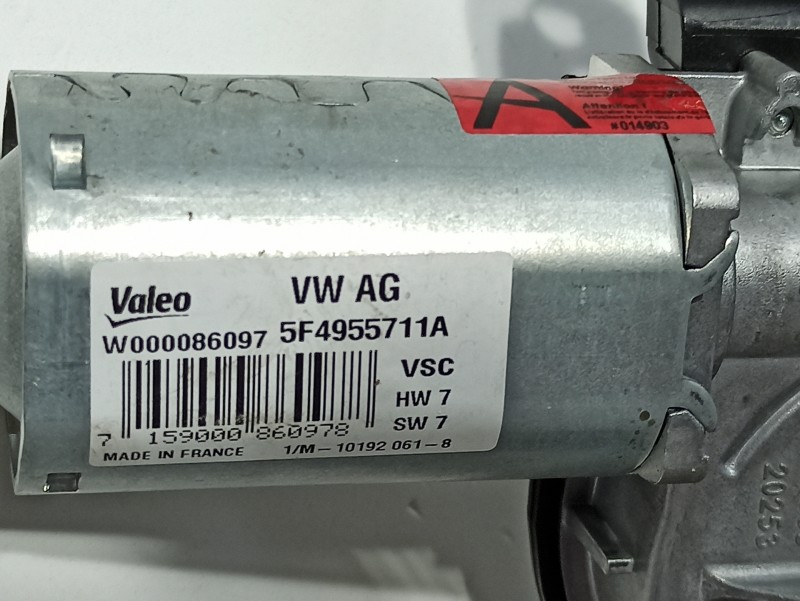 A
Warning!
Attention !
#014903
Valeo
VW AG
W000086097 5F4955711A
VSC
HW 7
SW 7
7 159000 860978
MADE IN FRANCE 1/M-10192 061-8
20253